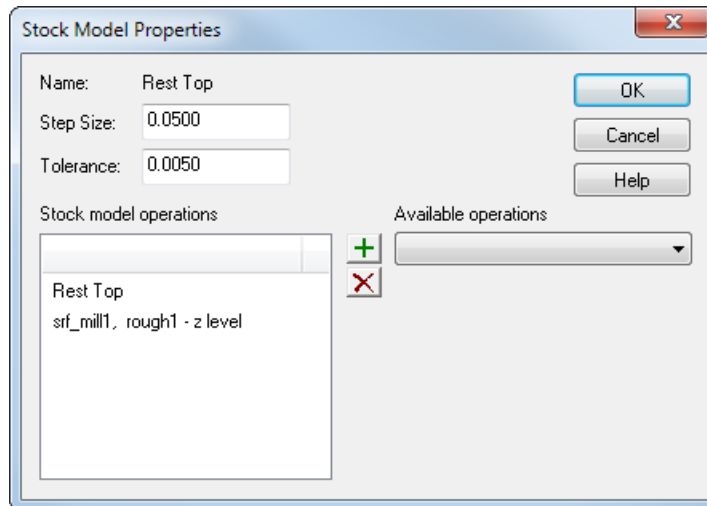 Stock Model Properties
Name: Rest Top
OK
Step Size: 0.0500
Cancel
Tolerance: 0.0050
Help
Stock model operations
Available operations
Rest Top
srf_mill1, rough1 - z level